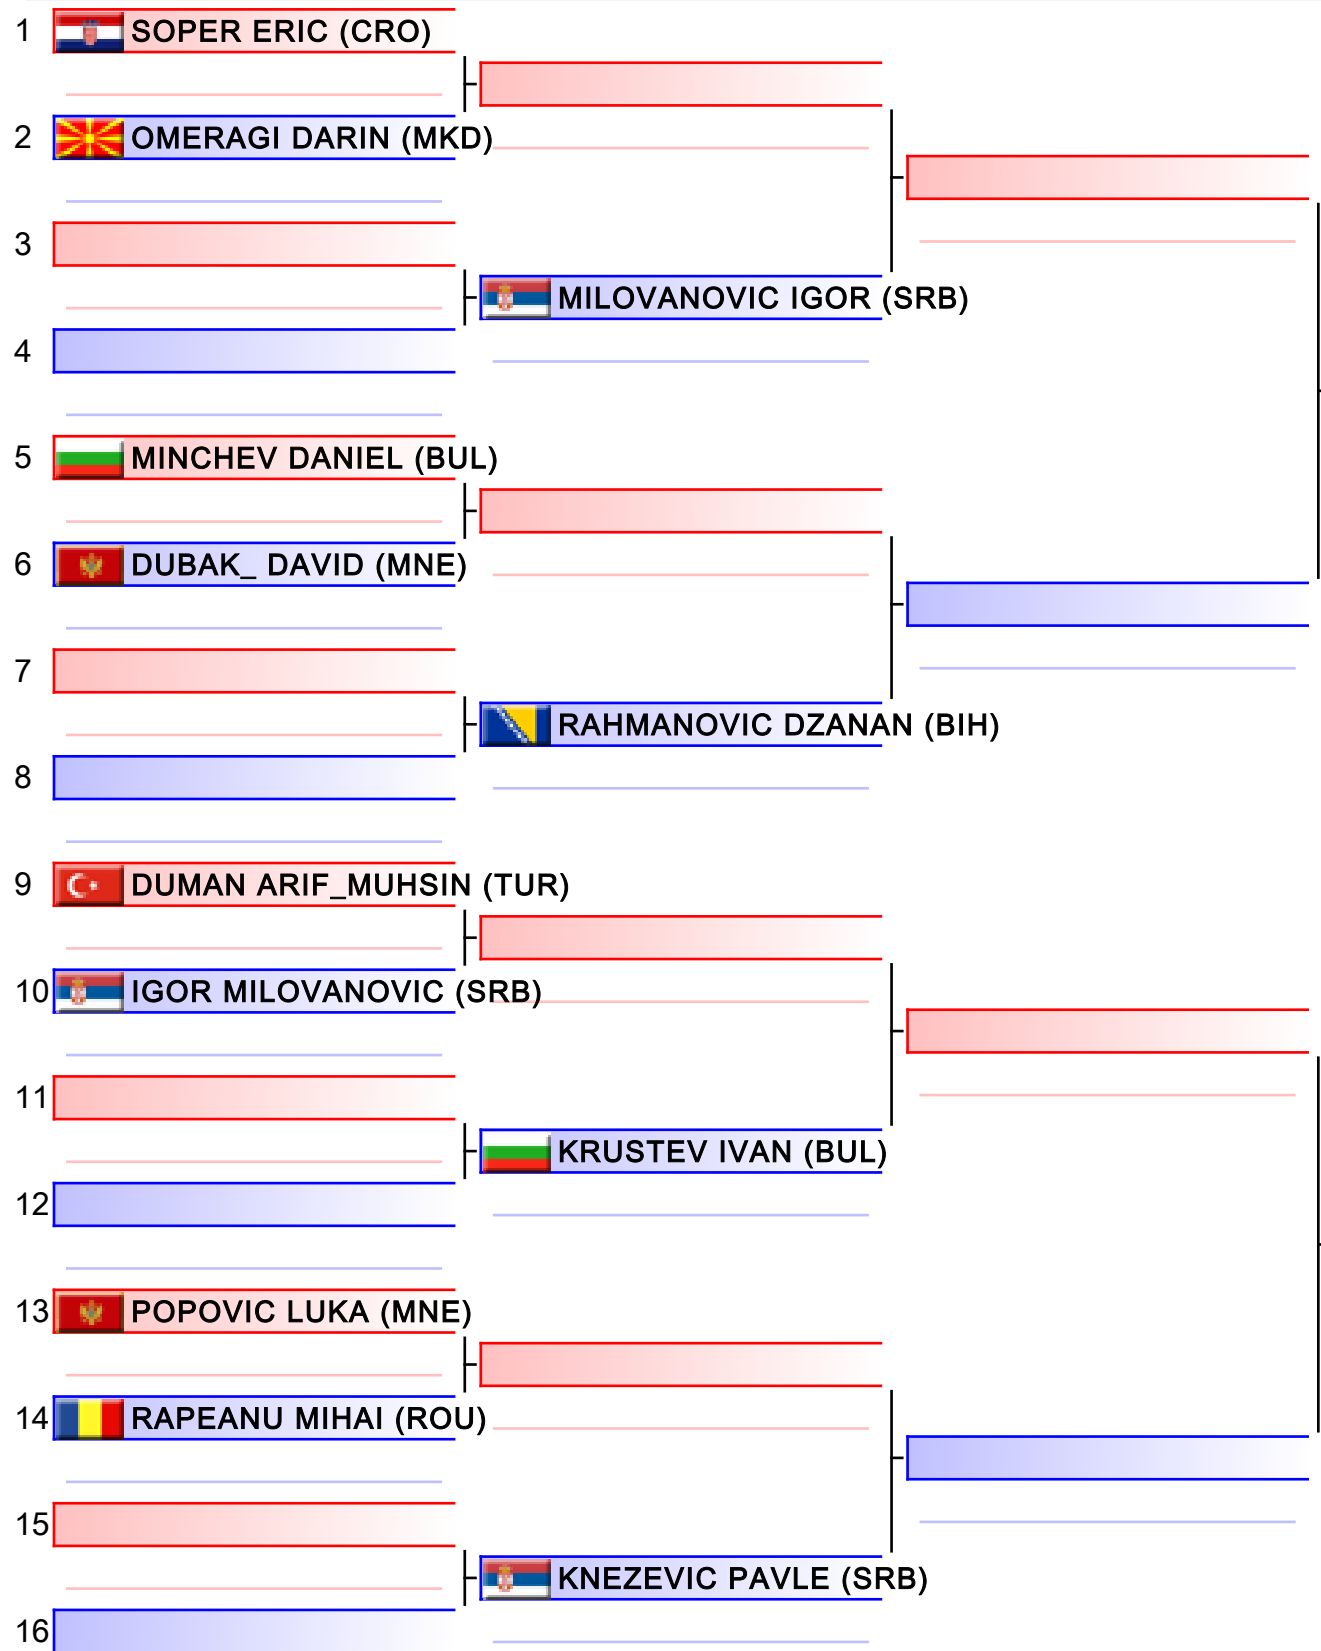 1 SOPER ERIC (CRO)
2 OMERAGI DARIN (MKD)
3
MILOVANOVIC IGOR (SRB)
4
5 MINCHEV DANIEL (BUL)
6 DUBAK_ DAVID (MNE)
7
RAHMANOVIC DZANAN (BIH)
8
9 DUMAN ARIF_MUHSIN (TUR)
10 IGOR MILOVANOVIC (SRB)
11
KRUSTEV IVAN (BUL)
12
13 POPOVIC LUKA (MNE)
14 RAPEANU MIHAI (ROU)
15
KNEZEVIC PAVLE (SRB)
16